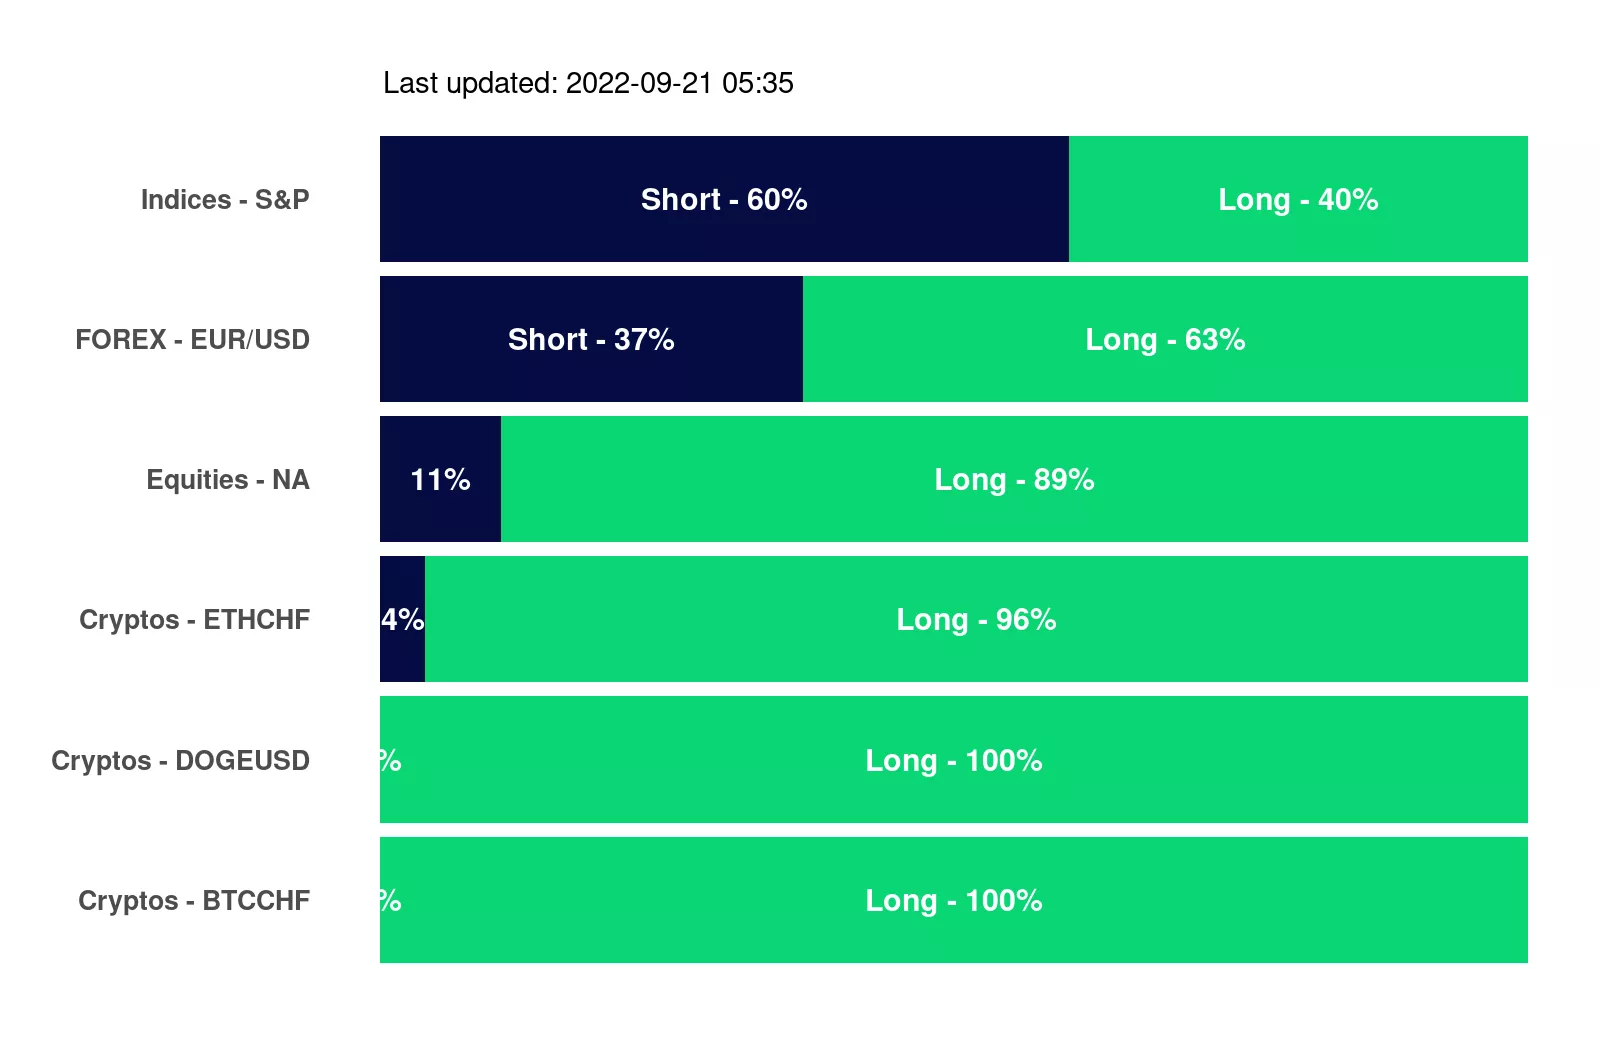 Last updated: 2022-09-21 05:35
Indices - S&P Short - 60% Long - 40%
FOREX - EUR/USD Short - 37% Long - 63%
Equities - NA 11% Long - 89%
Cryptos - ETHCHF 4% Long - 96%
Cryptos - DOGEUSD % Long - 100%
Cryptos - BTCCHF % Long - 100%